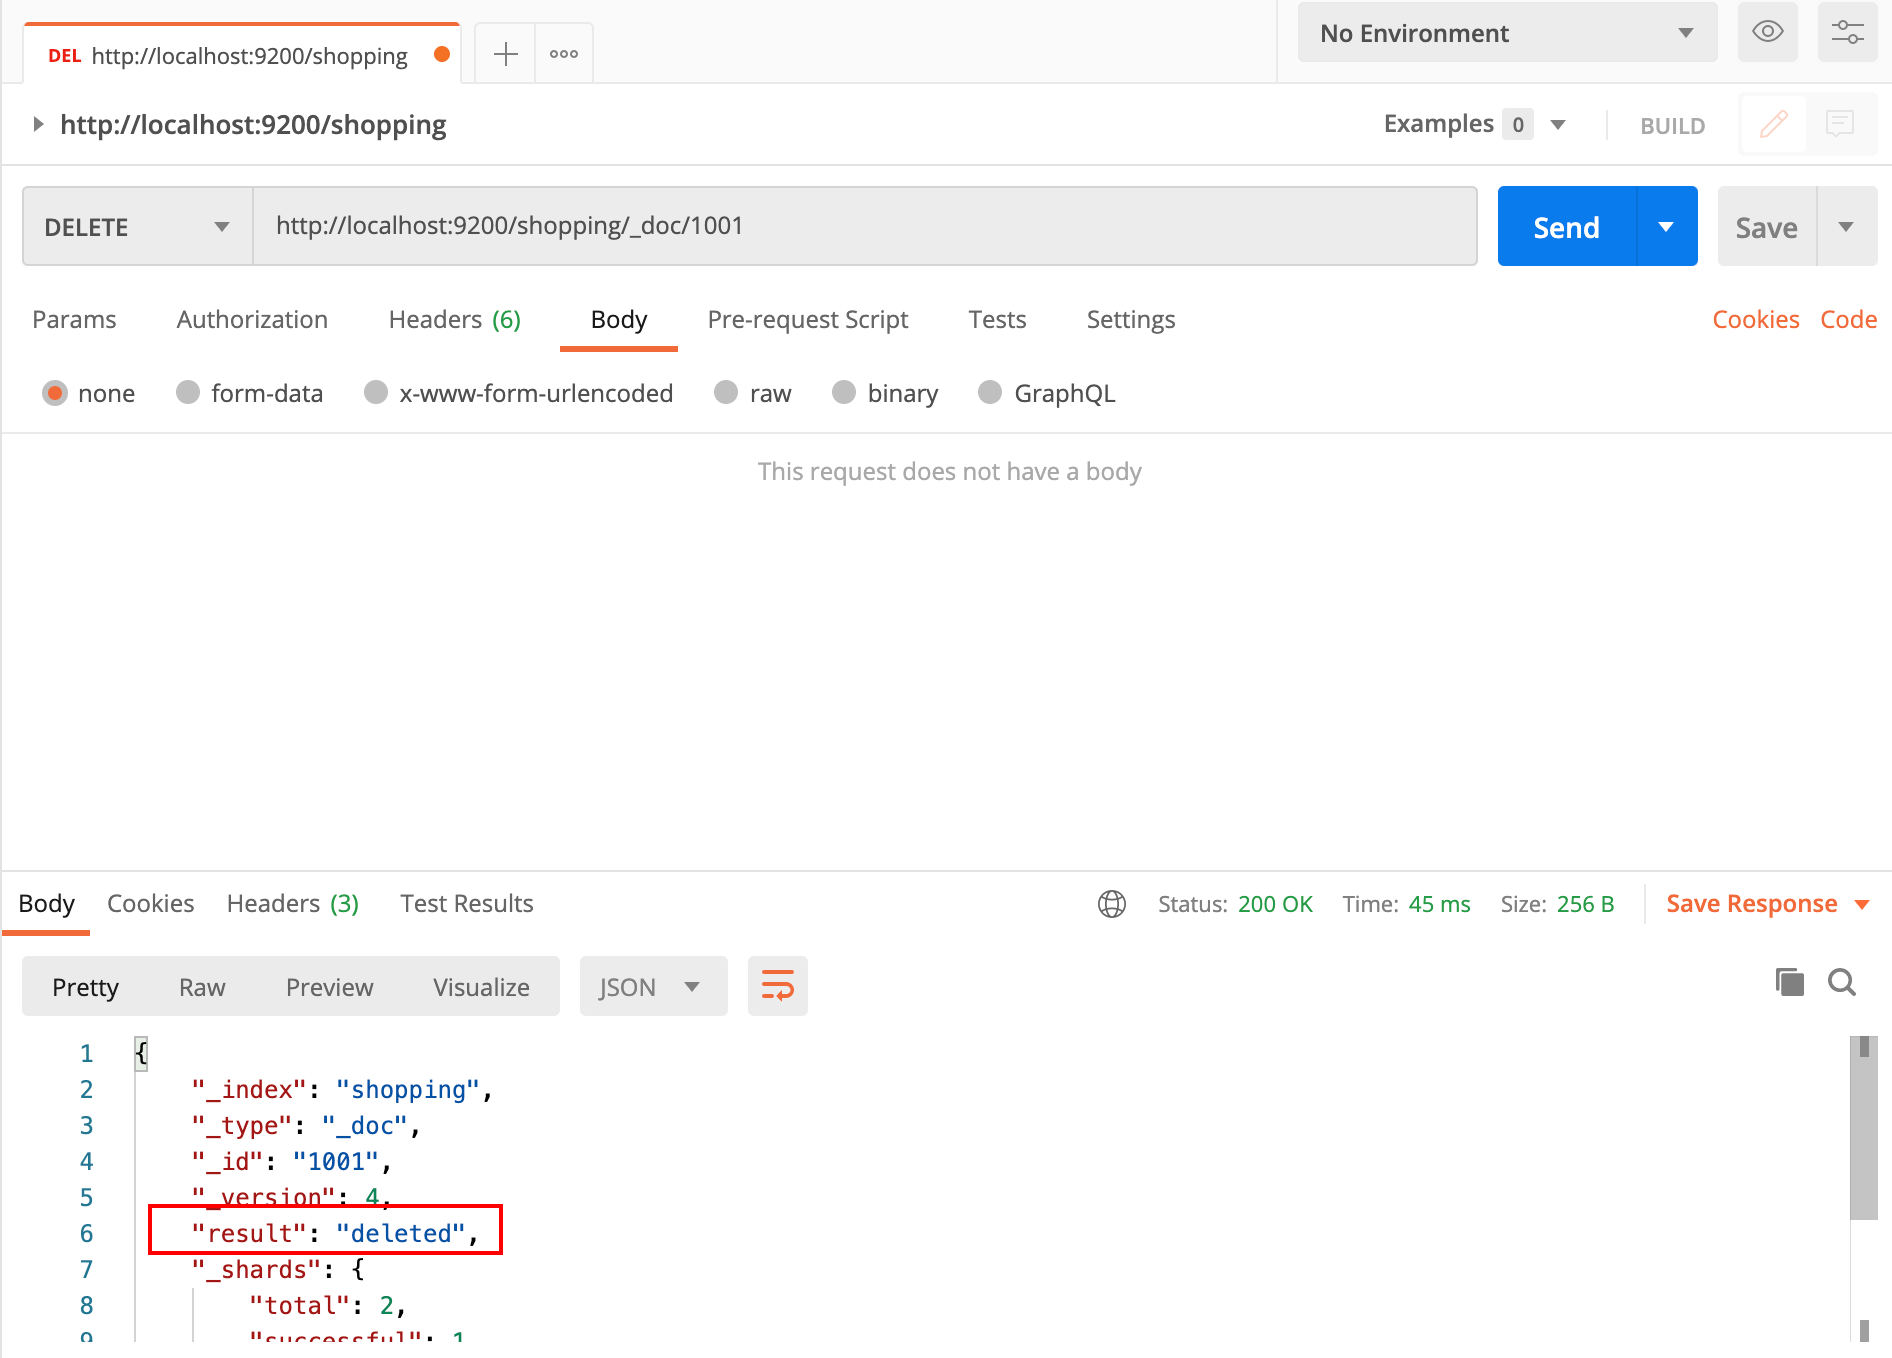 DEL http://localhost:9200/shopping
No Environment
http://localhost:9200/shopping
Examples 0 BUILD
DELETE http://localhost:9200/shopping/_doc/1001 Send Save
Params Authorization Headers (6) Body Pre-request Script Tests Settings Cookies Code
none form-data x-www-form-urlencoded raw binary GraphQL
This request does not have a body
Body Cookies Headers (3) Test Results Status: 200 OK Time: 45 ms Size: 256 B Save Response
Pretty Raw Preview Visualize JSON
1 {
2 "_index": "shopping",
3 "_type": "_doc",
4 "_id": "1001",
5 "_version": 4,
6 "result": "deleted",
7 "_shards": {
8 "total": 2,
9 "successful": 1